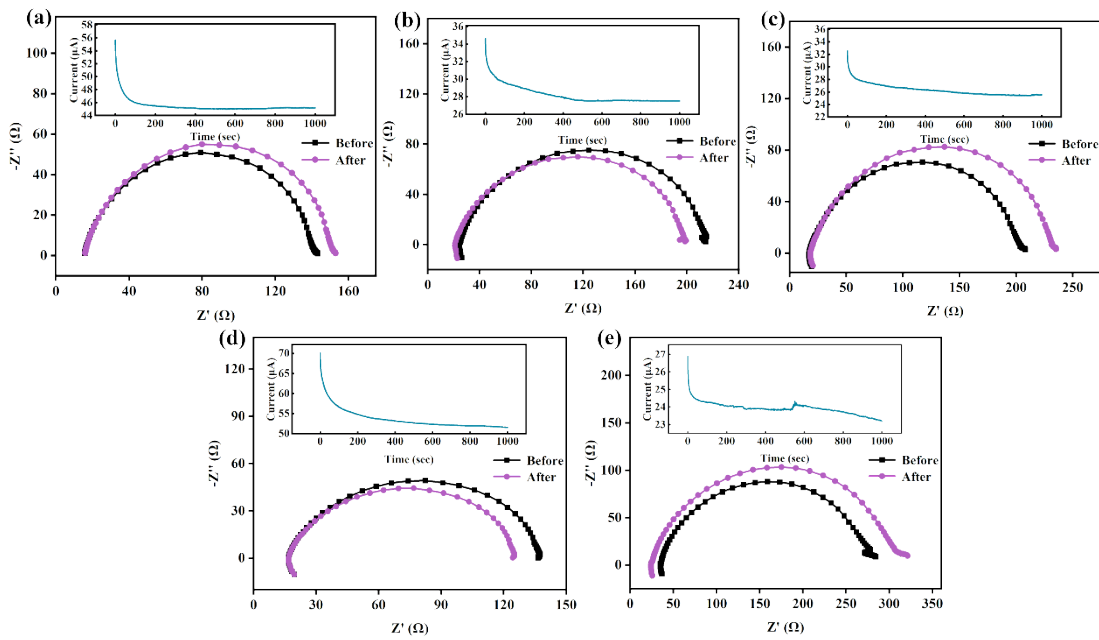 (a)
120
100
80
60
40
20
0
-Z'' (Ω)
0 40 80 120 160
Z' (Ω)
58
56
54
52
50
48
46
44
Current (µA)
0 200 400 600 800 1000
Time (sec)
Before
After
(b)
160
120
80
40
0
-Z'' (Ω)
0 40 80 120 160 200 240
Z' (Ω)
36
34
32
30
28
26
Current (µA)
0 200 400 600 800 1000
Time (sec)
Before
After
(c)
160
120
80
40
0
-Z'' (Ω)
0 50 100 150 200 250
Z' (Ω)
36
34
32
30
28
26
24
22
Current (µA)
0 200 400 600 800 1000
Time (sec)
Before
After
(d)
120
90
60
30
0
-Z'' (Ω)
0 30 60 90 120 150
Z' (Ω)
70
65
60
55
50
Current (µA)
0 200 400 600 800 1000
Time (sec)
Before
After
(e)
200
150
100
50
0
-Z'' (Ω)
0 50 100 150 200 250 300 350
Z' (Ω)
27
26
25
24
23
Current (µA)
0 200 400 600 800 1000
Time (sec)
Before
After